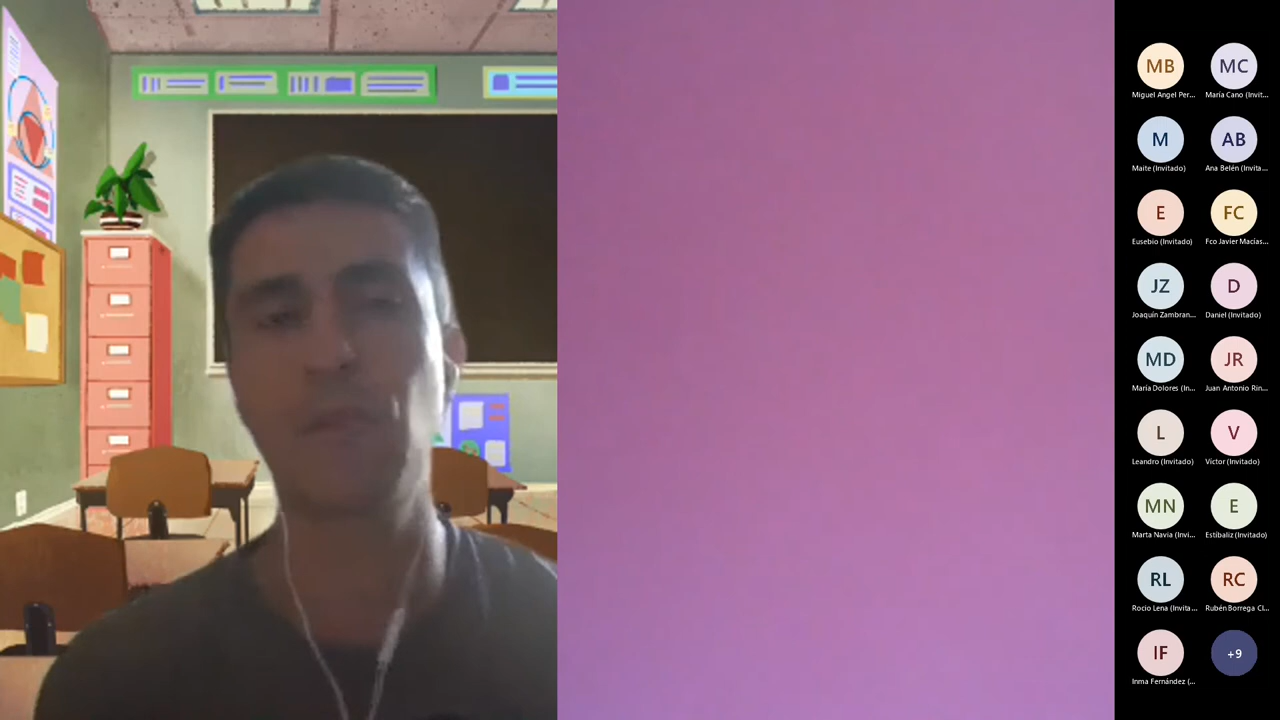 MB MC
Miguel Angel Per... María Cano (Invit...
M AB
Maite (Invitado) Ana Belén (Invita...
E FC
Eusebio (Invitado) Fco Javier Macías...
JZ D
Joaquín Zambran... Daniel (Invitado)
MD JR
María Dolores (In... Juan Antonio Rin...
L V
Leandro (Invitado) Víctor (Invitado)
MN E
Marta Navia (Invi... Estíbaliz (Invitado)
RL RC
Rocio Lena (Invita... Rubén Borrega Cl...
IF +9
Inma Fernández (...